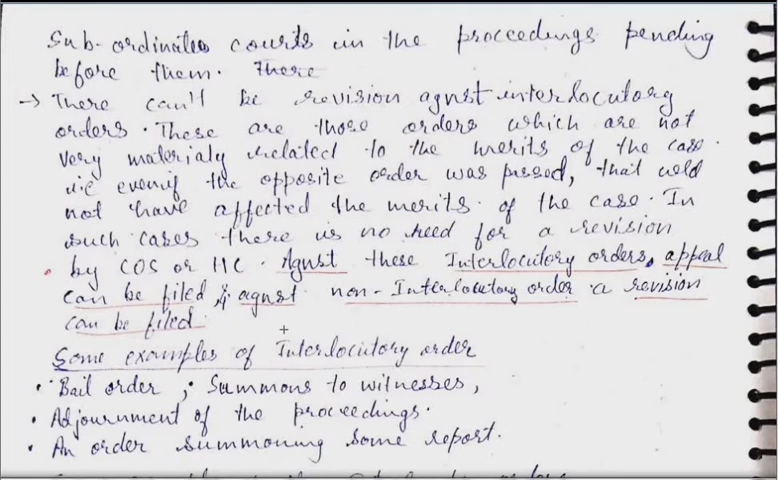 Sub-ordinates courts in the proceedings pending
before them. There
→ There can't be revision agnst interlocutory
orders. These are those orders which are not
very materialy related to the merits of the case.
i.e evenif the opposite order was passed, that wold
not have affected the merits of the case. In
such cases there is no need for a revision
by COS or HC. Agnst these Interlocutory orders, appeal
can be filed & agnst non-Interlocutory order a revision
can be filed
Some examples of Interlocutory order
• Bail order, • Summons to witnesses,
• Adjournment of the proceedings.
• An order summoning some report.